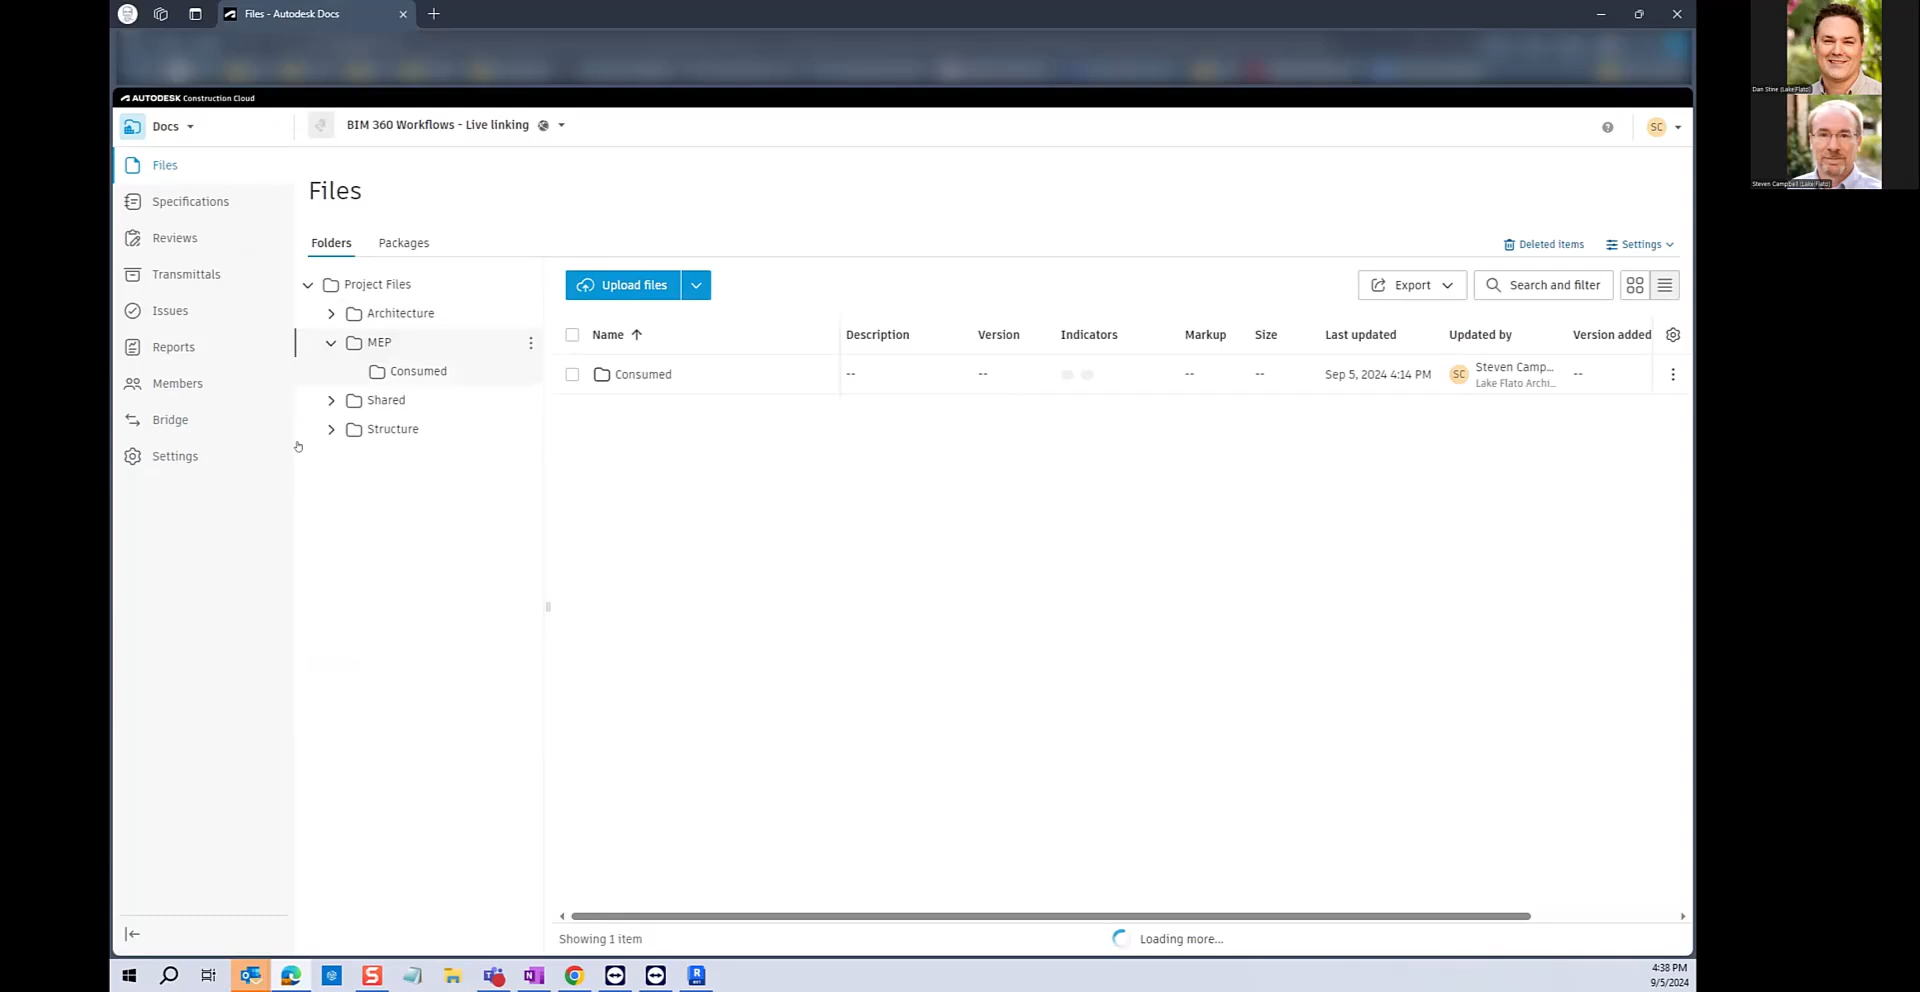 Files - Autodesk Docs
AUTODESK Construction Cloud
Docs
BIM 360 Workflows - Live linking
SC
Files
Specifications
Reviews
Transmittals
Issues
Reports
Members
Bridge
Settings
Files
Folders
Packages
Deleted items
Settings
Project Files
Architecture
MEP
Consumed
Shared
Structure
Upload files
Export
Search and filter
Name
Description
Version
Indicators
Markup
Size
Last updated
Updated by
Version added
Consumed
--
--
--
--
Sep 5, 2024 4:14 PM
SC
Steven Camp...
Lake Flato Archi...
--
Showing 1 item
Loading more...
4:38 PM
9/5/2024
Dan Stine (Lake|Flato)
Steven Campbell (Lake|Flato)